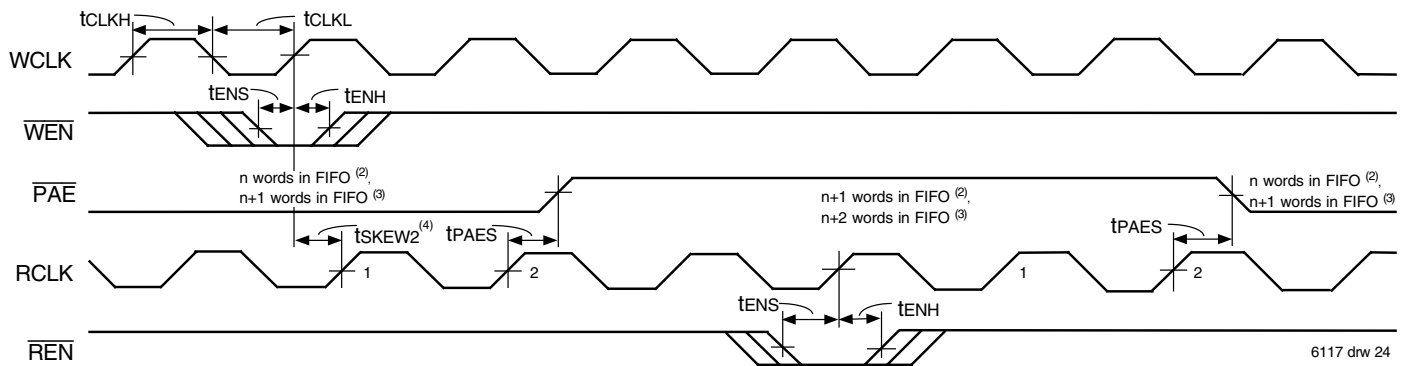 tCLKH
tCLKL
WCLK
tENS
tENH
WEN
n words in FIFO (2),
n+1 words in FIFO (3)
PAE
n+1 words in FIFO (2),
n+2 words in FIFO (3)
n words in FIFO (2),
n+1 words in FIFO (3)
tSKEW2(4)
tPAES
tPAES
RCLK
1
2
1
2
tENS
tENH
REN
6117 drw 24